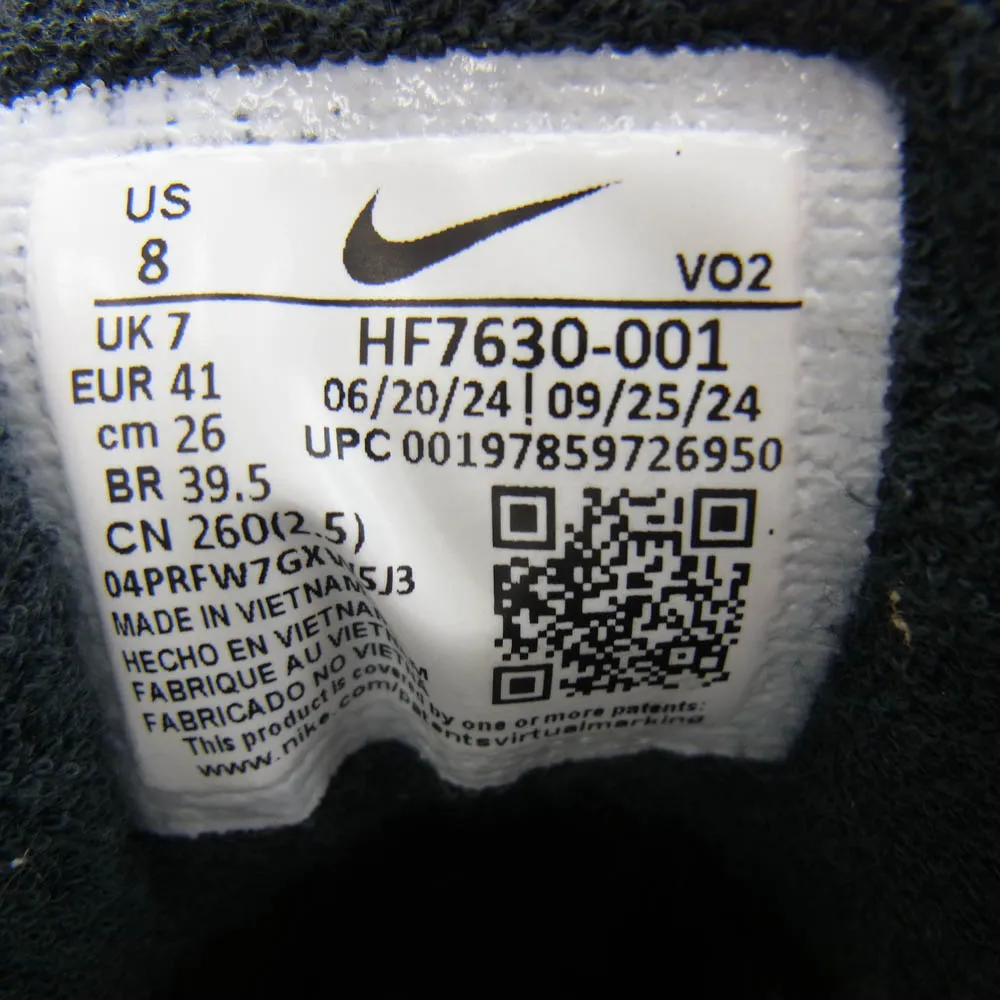 US
8
VO2
UK 7
HF7630-001
EUR 41
06/20/24 | 09/25/24
cm 26
UPC 00197859726950
BR 39.5
CN 260(2.5)
MADE IN VIETNAM
HECHO EN VIETNAM
FABRIQUE AU VIETNAM
FABRICADO NO VIETNÃ
This product is covered by one or more patents:
www.nike.com/patentsvirtualmarking